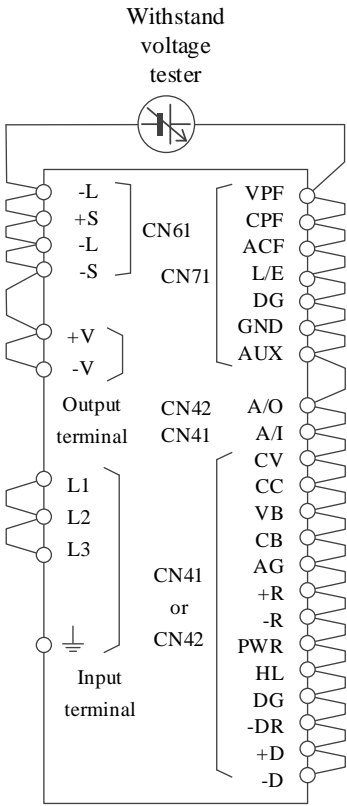 Withstand
voltage
tester
-L
+S
-L
-S
CN61
+V
-V
Output
terminal
L1
L2
L3
Input
terminal
VPF
CPF
ACF
L/E
DG
GND
AUX
CN71
CN42 A/O
CN41 A/I
CV
CC
VB
CB
AG
+R
-R
PWR
HL
DG
-DR
+D
-D
CN41
or
CN42